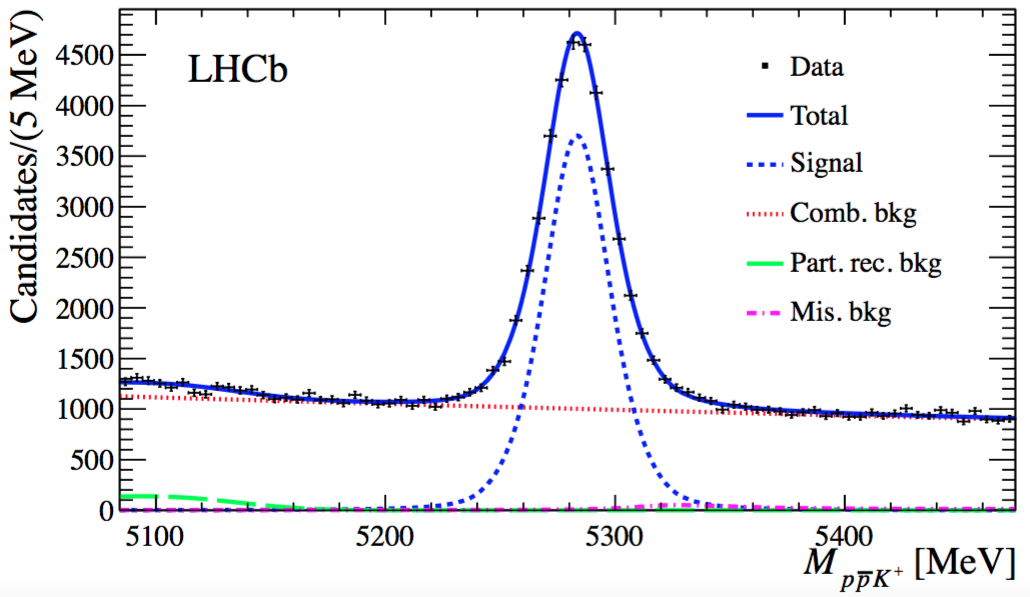 Candidates/(5 MeV)
4500
4000
3500
3000
2500
2000
1500
1000
500
0
LHCb
Data
Total
Signal
Comb. bkg
Part. rec. bkg
Mis. bkg
5100 5200 5300 5400
M_{pp̅K⁺} [MeV]